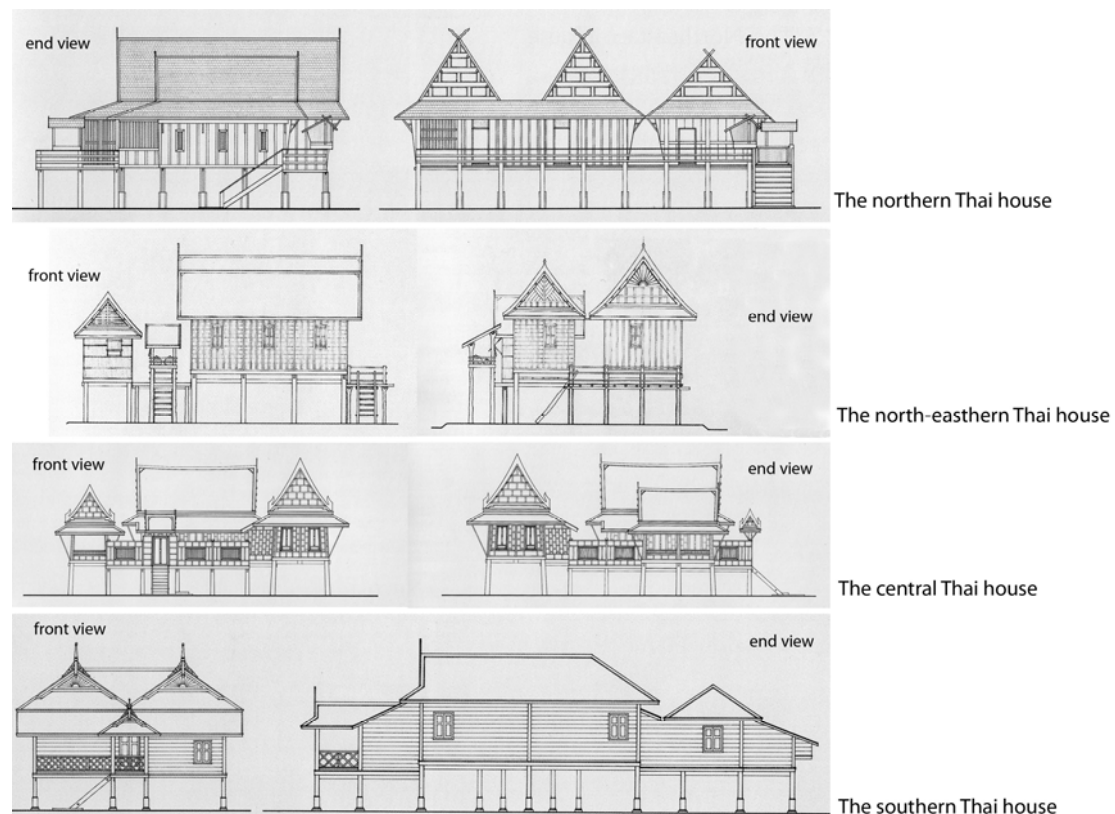 end view
front view
The northern Thai house
front view
end view
The north-easthern Thai house
front view
end view
The central Thai house
front view
end view
The southern Thai house